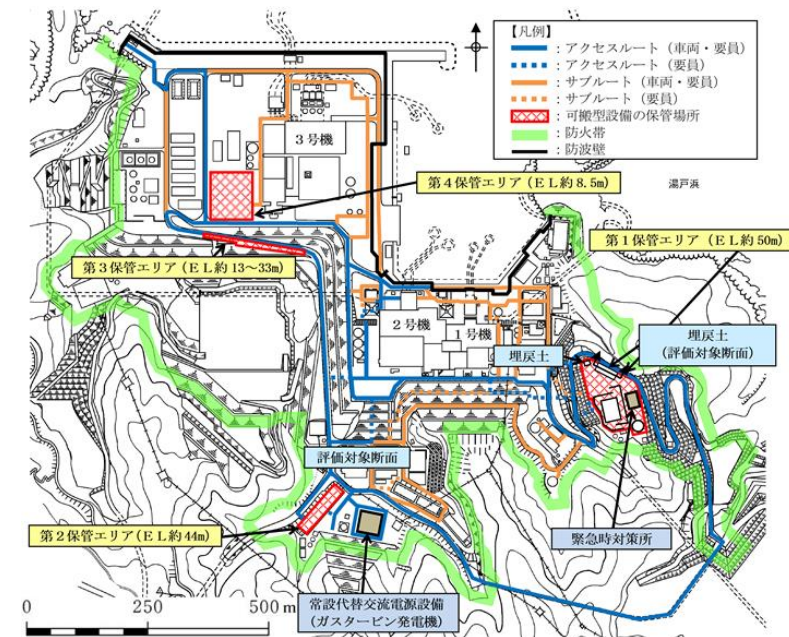 【凡例】
：アクセスルート（車両・要員）
：アクセスルート（要員）
：サブルート（車両・要員）
：サブルート（要員）
：可搬型設備の保管場所
：防火帯
：防波壁
3号機
第4保管エリア（EL約8.5m）
湯戸浜
第1保管エリア（EL約50m）
第3保管エリア（EL約13～33m）
2号機
1号機
埋戻土
埋戻土
（評価対象断面）
評価対象断面
第2保管エリア（EL約44m）
緊急時対策所
常設代替交流電源設備
（ガスタービン発電機）
0 250 500 m